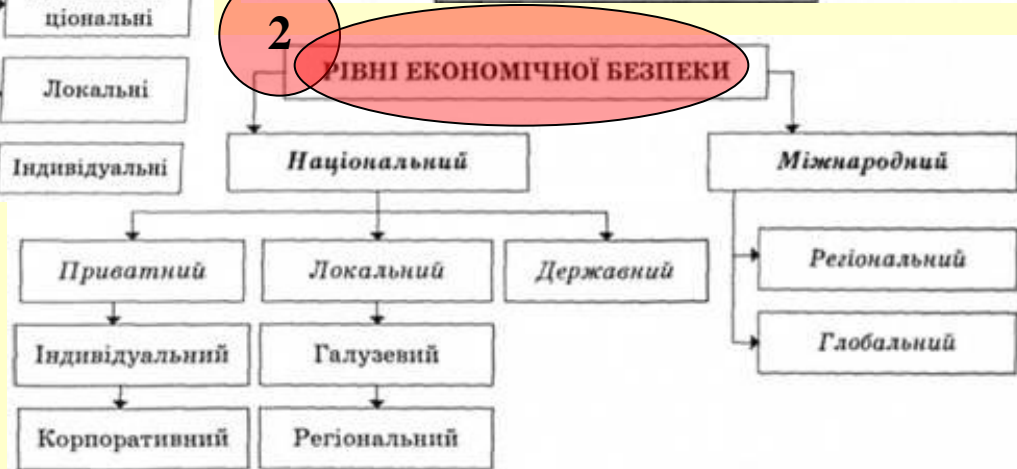 ціональні
Локальні
Індивідуальні
2
РІВНІ ЕКОНОМІЧНОЇ БЕЗПЕКИ
Національний
Міжнародний
Приватний
Локальний
Державний
Регіональний
Індивідуальний
Галузевий
Глобальний
Корпоративний
Регіональний